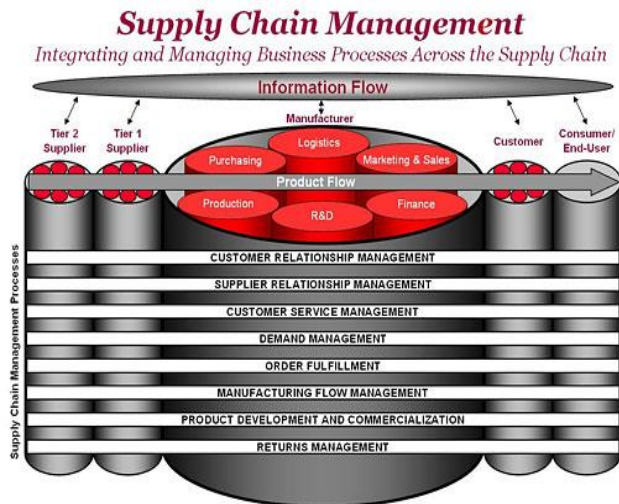 Supply Chain Management
Integrating and Managing Business Processes Across the Supply Chain
Information Flow
Tier 2
Supplier
Tier 1
Supplier
Manufacturer
Customer
Consumer/
End-User
Logistics
Purchasing
Marketing & Sales
Product Flow
Production
R&D
Finance
Supply Chain Management Processes
CUSTOMER RELATIONSHIP MANAGEMENT
SUPPLIER RELATIONSHIP MANAGEMENT
CUSTOMER SERVICE MANAGEMENT
DEMAND MANAGEMENT
ORDER FULFILLMENT
MANUFACTURING FLOW MANAGEMENT
PRODUCT DEVELOPMENT AND COMMERCIALIZATION
RETURNS MANAGEMENT